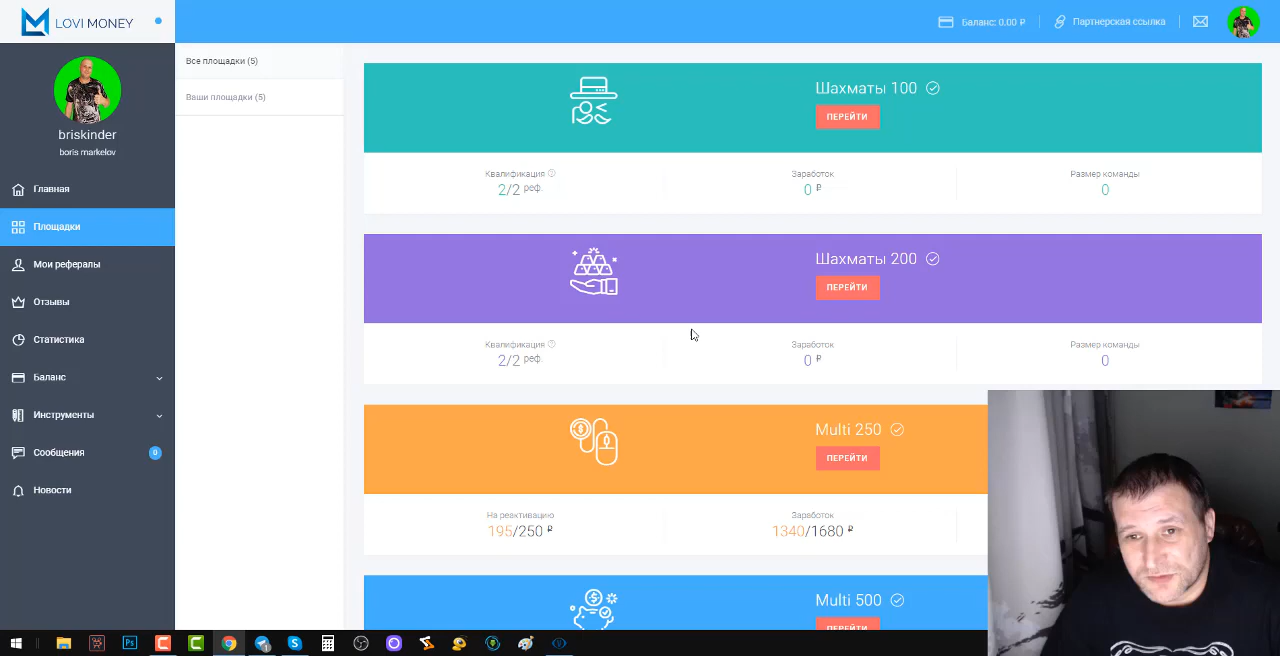 LOVI MONEY
Баланс: 0.00 ₽
Партнерская ссылка
briskinder
boris markelov
Главная
Площадки
Мои рефералы
Отзывы
Статистика
Баланс
Инструменты
Сообщения
0
Новости
Все площадки (5)
Ваши площадки (5)
Шахматы 100
ПЕРЕЙТИ
Квалификация
2/2 реф.
Заработок
0 ₽
Размер команды
0
Шахматы 200
ПЕРЕЙТИ
Квалификация
2/2 реф.
Заработок
0 ₽
Размер команды
0
Multi 250
ПЕРЕЙТИ
На реактивацию
195/250 ₽
Заработок
1340/1680 ₽
Multi 500
ПЕРЕЙТИ
Ps